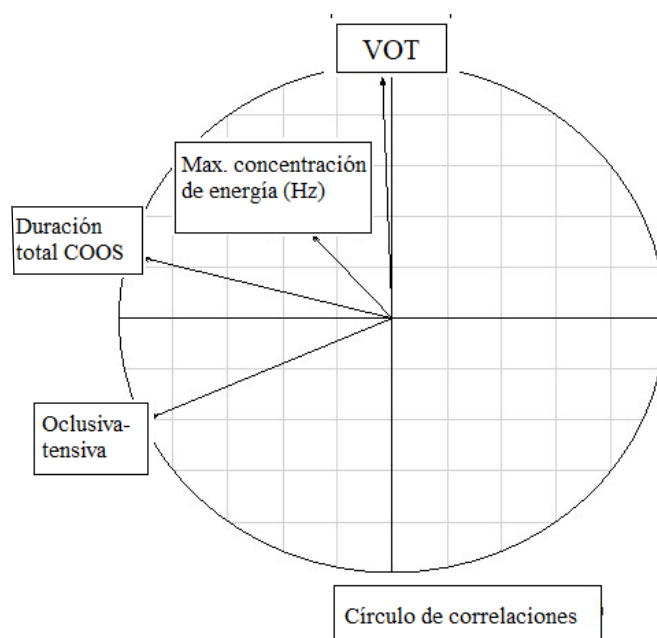 VOT
Max. concentración
de energía (Hz)
Duración
total COOS
Oclusiva-
tensiva
Círculo de correlaciones